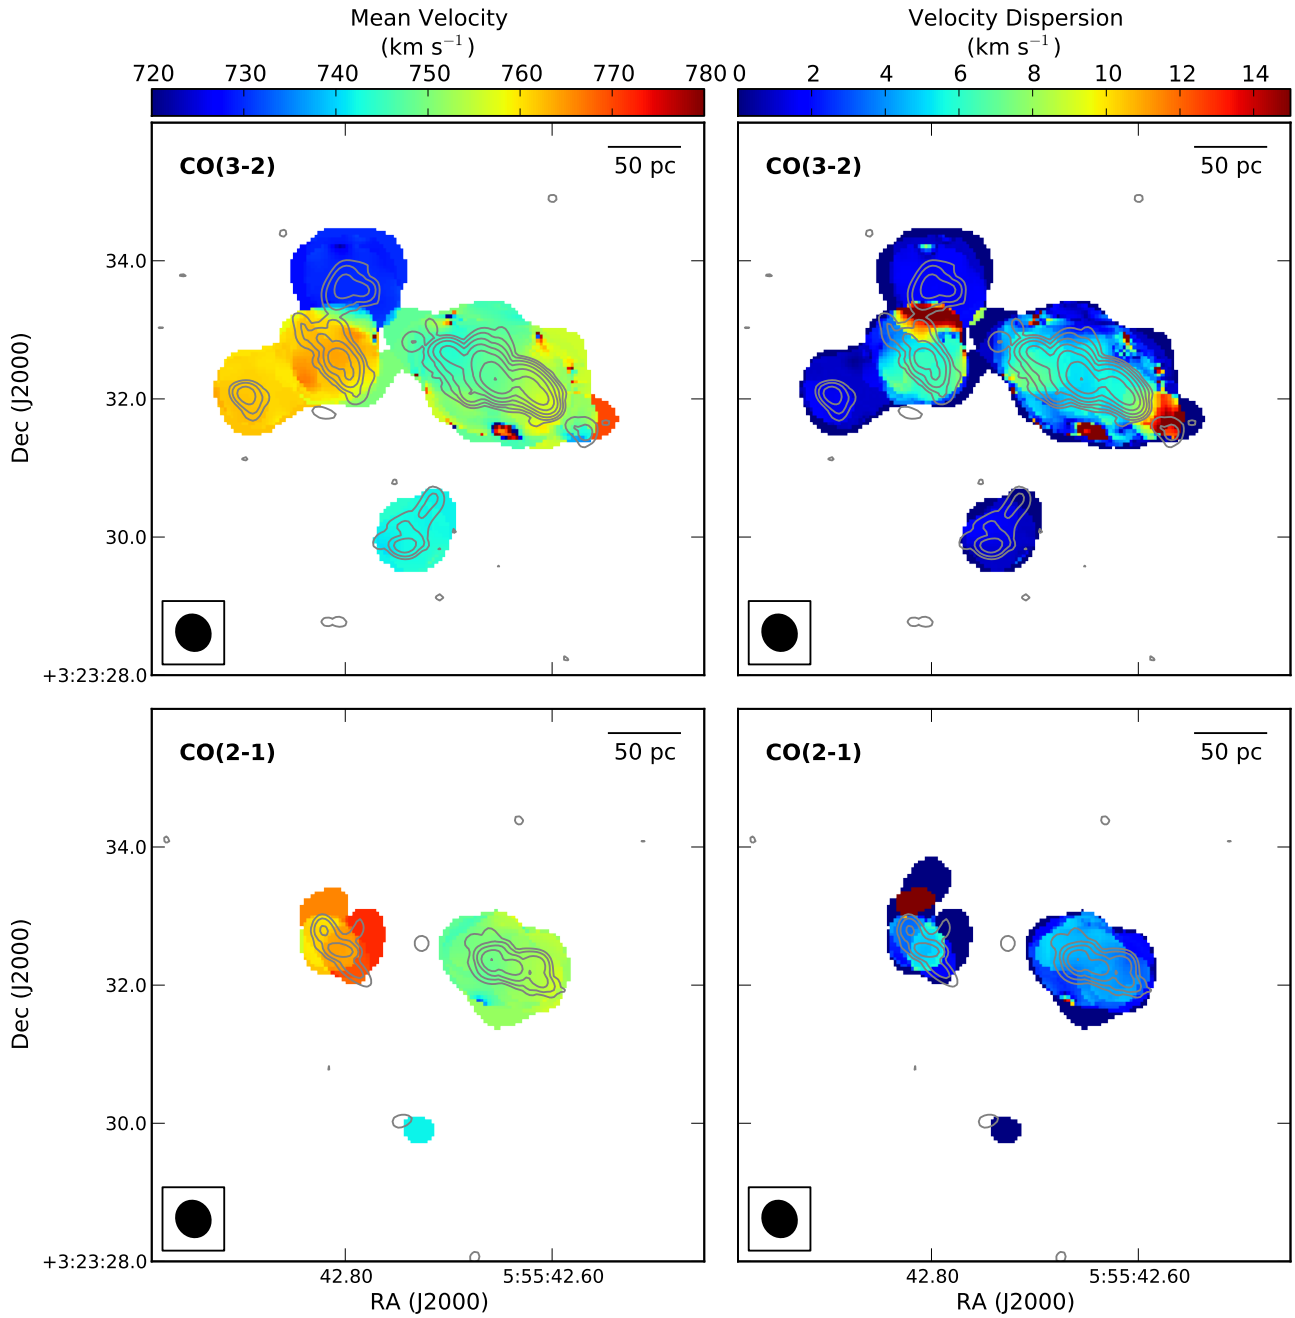 Mean Velocity
(km s⁻¹)
720 730 740 750 760 770 780
Velocity Dispersion
(km s⁻¹)
0 2 4 6 8 10 12 14
CO(3-2)
50 pc
CO(3-2)
50 pc
34.0
32.0
30.0
+3:23:28.0
Dec (J2000)
CO(2-1)
50 pc
CO(2-1)
50 pc
34.0
32.0
30.0
+3:23:28.0
Dec (J2000)
42.80 5:55:42.60
RA (J2000)
42.80 5:55:42.60
RA (J2000)